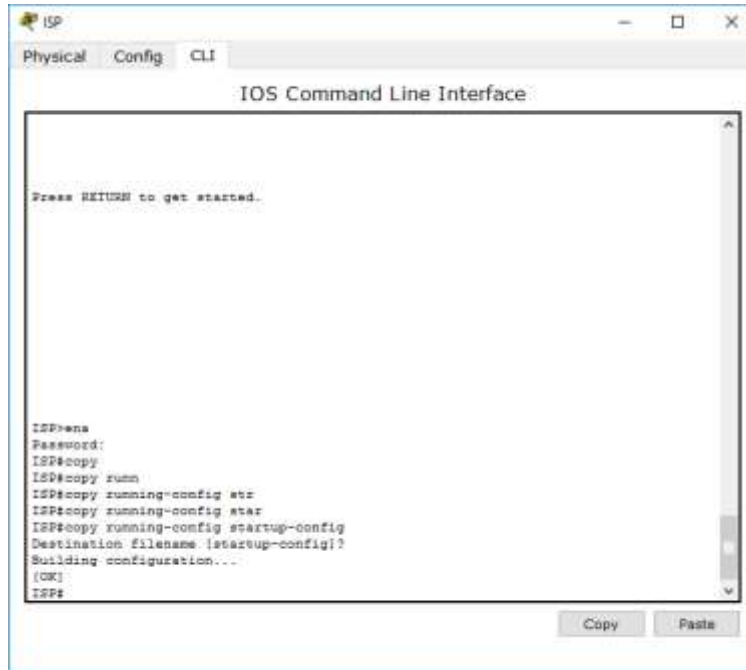 ISP
Physical Config CLI
IOS Command Line Interface
Press RETURN to get started.
ISP>ena
Password:
ISP#copy
ISP#copy runn
ISP#copy running-config str
ISP#copy running-config star
ISP#copy running-config startup-config
Destination filename [startup-config]?
Building configuration...
[OK]
ISP#
Copy Paste